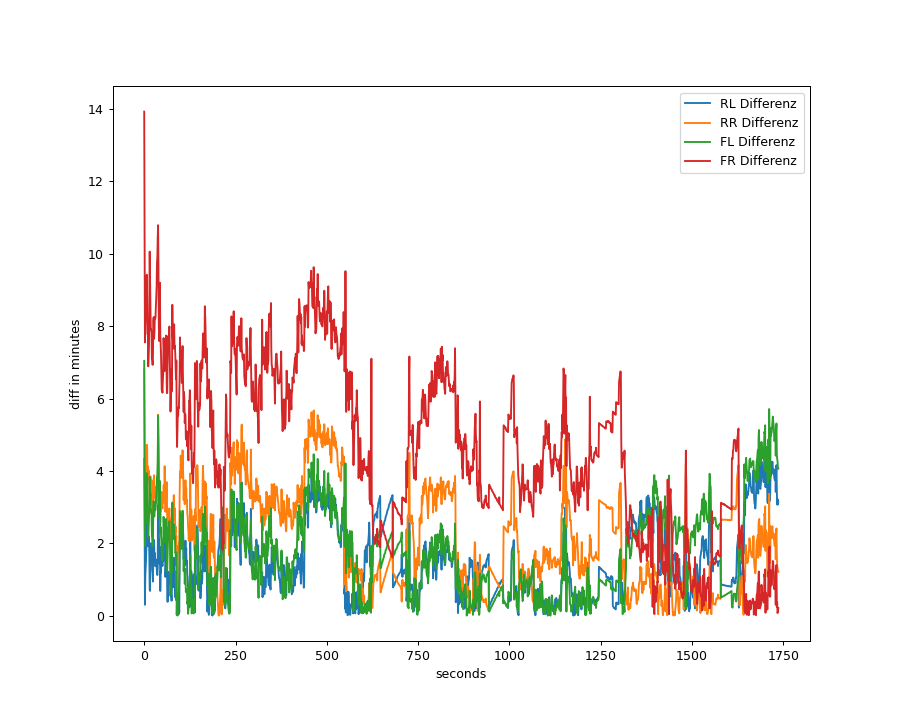 RL Differenz
RR Differenz
FL Differenz
FR Differenz
14
12
10
8
6
4
2
0
diff in minutes
0 250 500 750 1000 1250 1500 1750
seconds